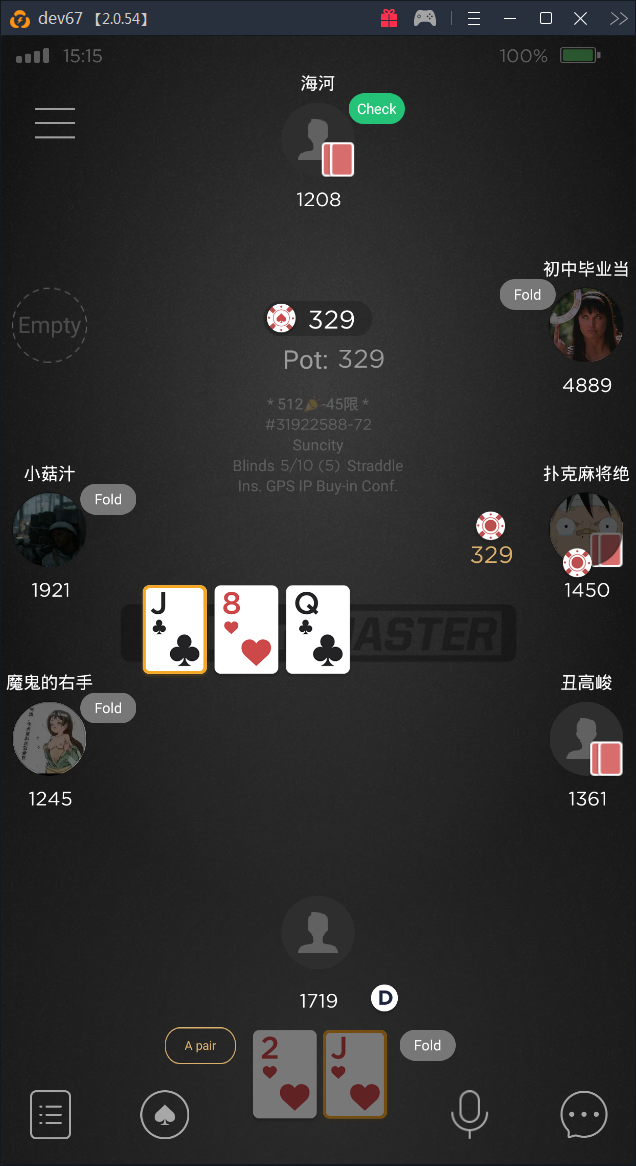 dev67 【2.0.54】
15:15
100%
海河
Check
1208
初中毕业当
Fold
Empty
329
Pot: 329
4889
* 512 -45限 *
#31922588-72
Suncity
Blinds 5/10 (5) Straddle
Ins. GPS IP Buy-in Conf.
小菇汁
Fold
扑克麻将绝
329
1921
1450
J
8
Q
MASTER
魔鬼的右手
Fold
丑高峻
1245
1361
1719
D
A pair
2
J
Fold